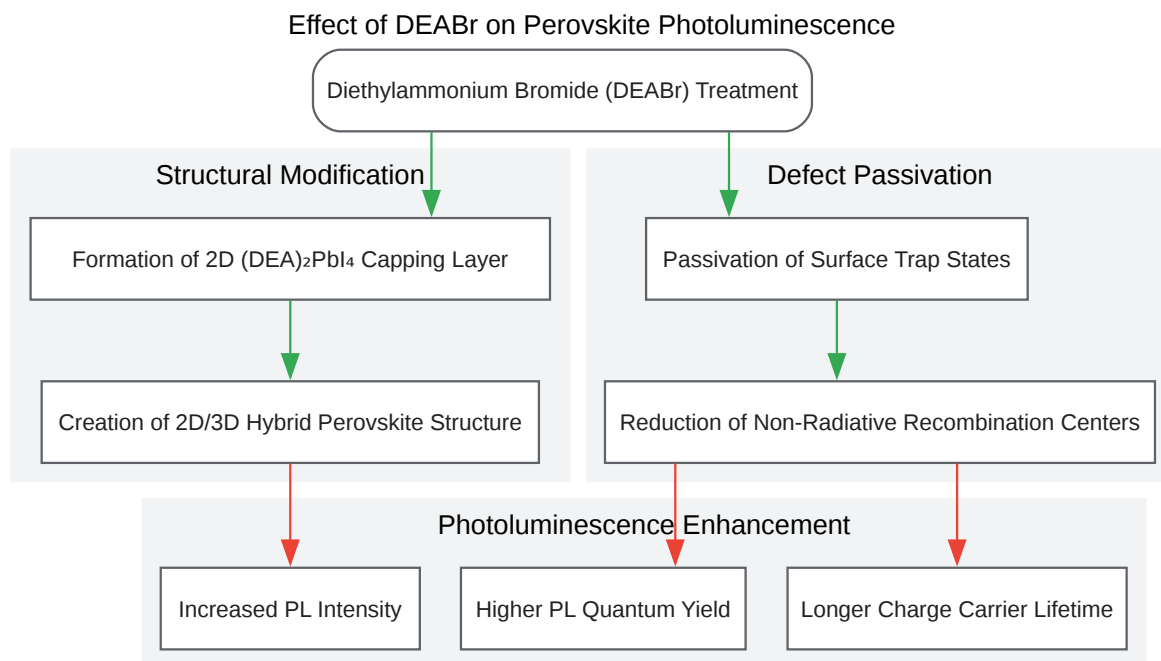 Effect of DEABr on Perovskite Photoluminescence
Diethylammonium Bromide (DEABr) Treatment
Structural Modification
Defect Passivation
Formation of 2D (DEA)₂PbI₄ Capping Layer
Passivation of Surface Trap States
Creation of 2D/3D Hybrid Perovskite Structure
Reduction of Non-Radiative Recombination Centers
Photoluminescence Enhancement
Increased PL Intensity
Higher PL Quantum Yield
Longer Charge Carrier Lifetime